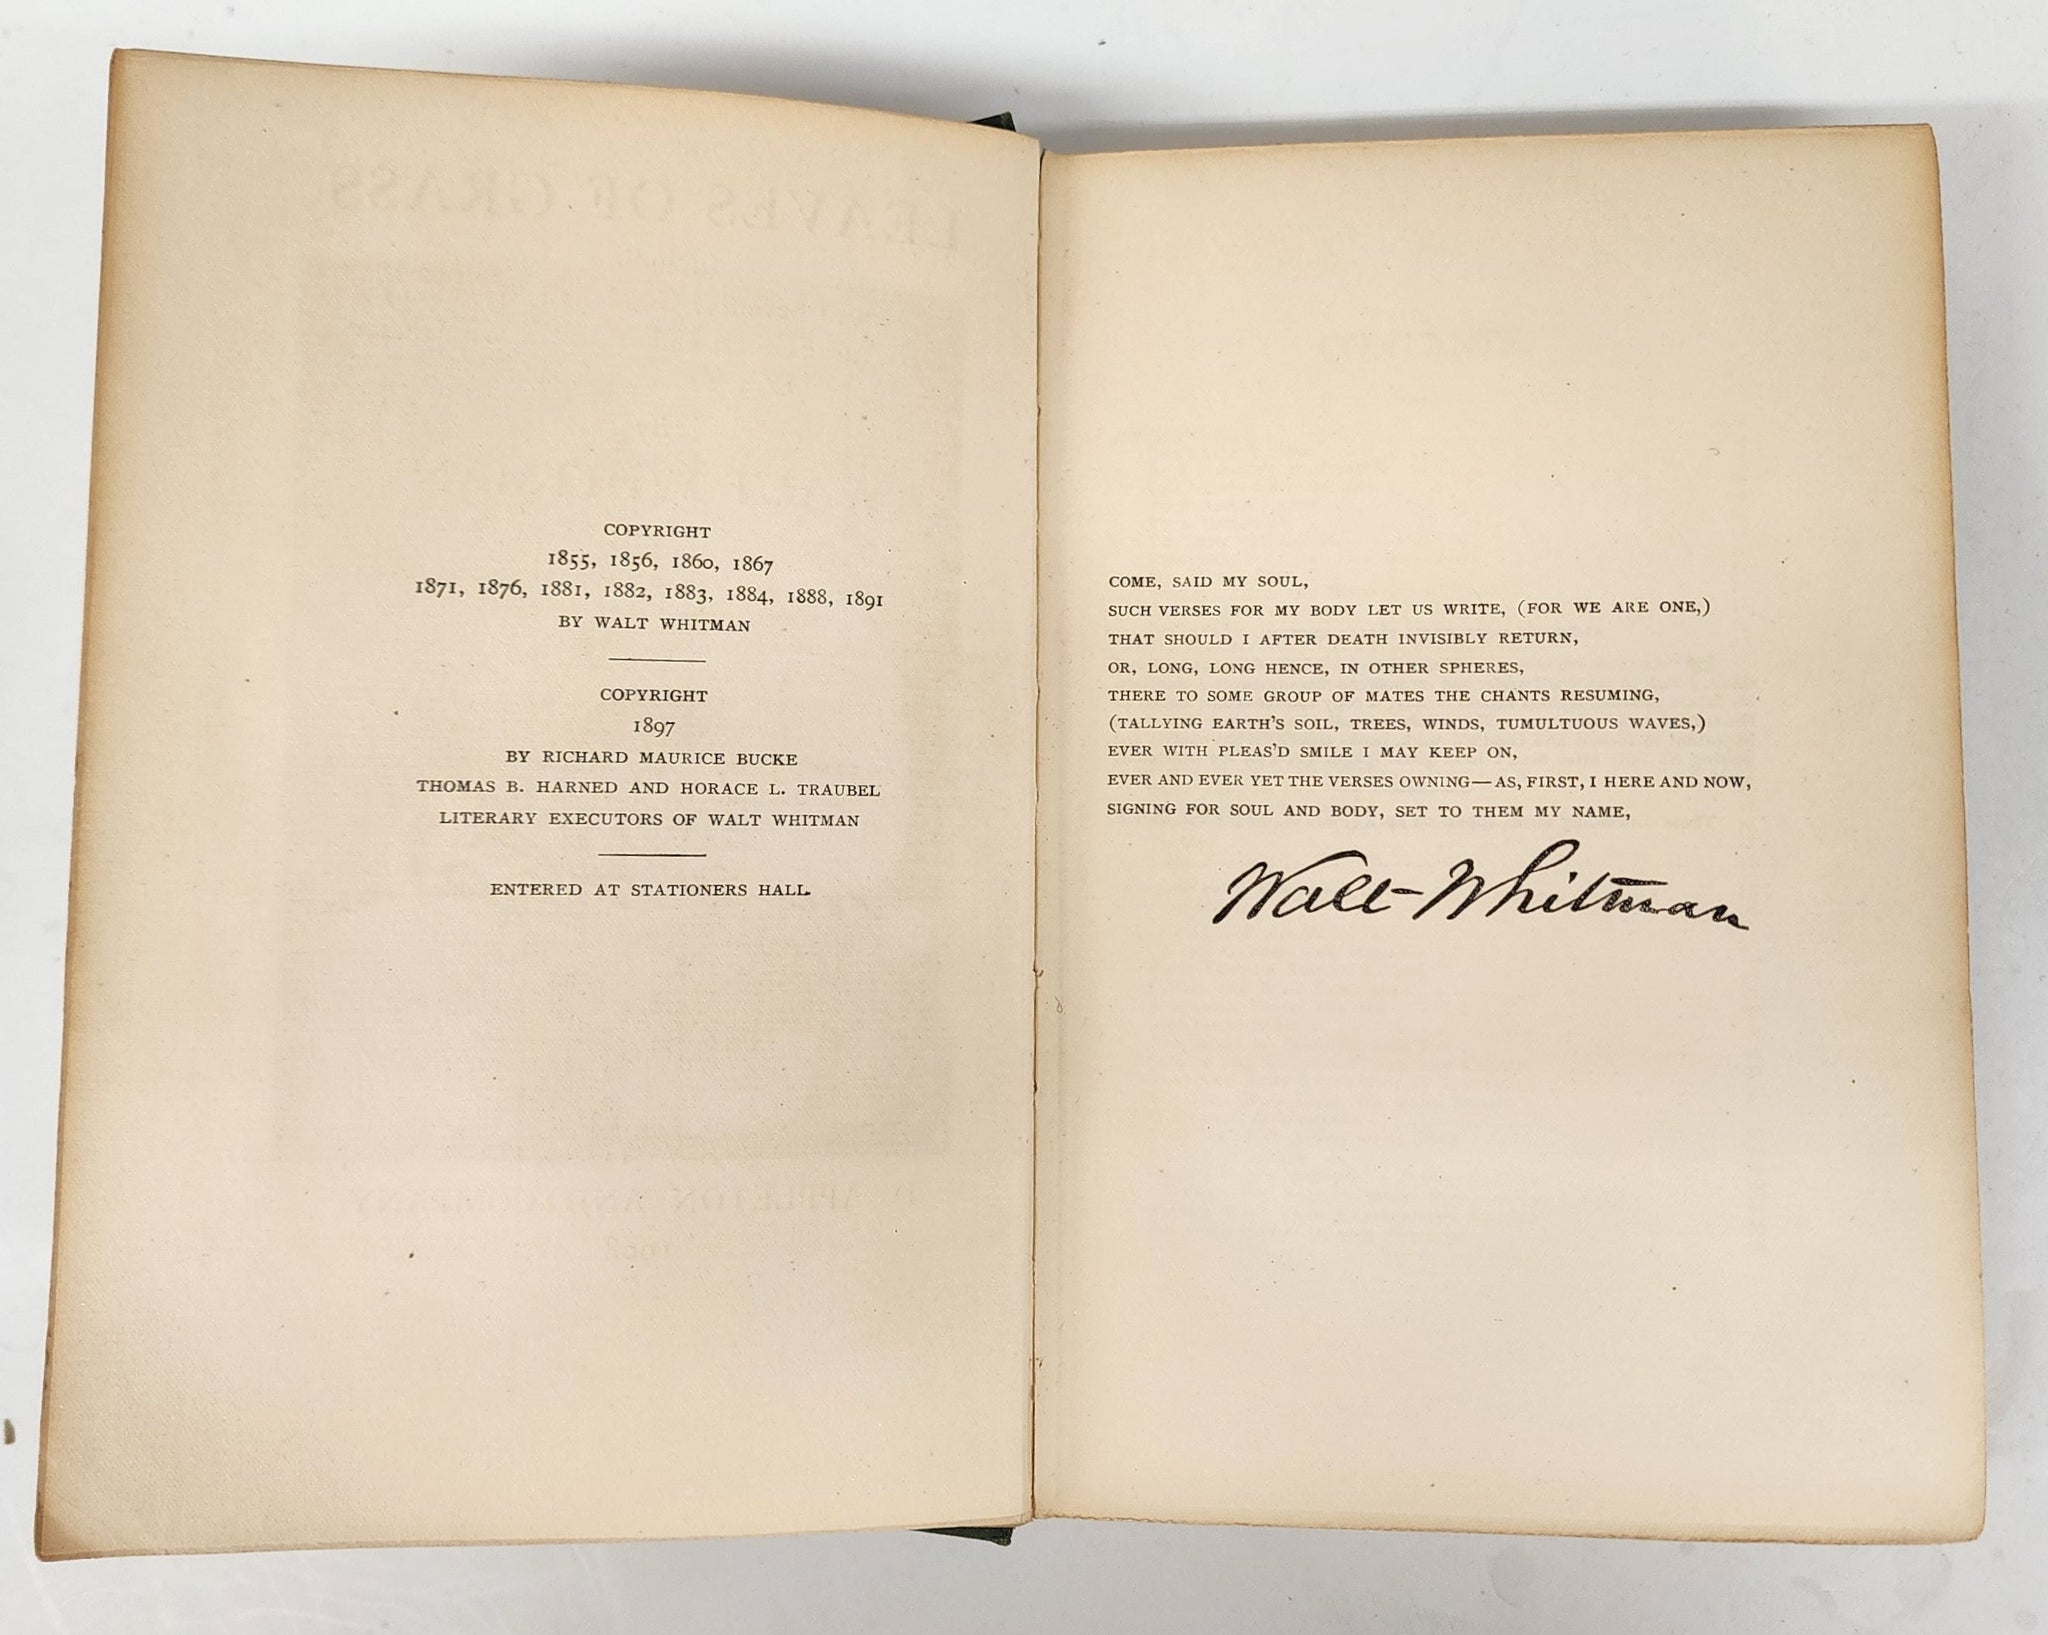 COPYRIGHT
1855, 1856, 1860, 1867
1871, 1876, 1881, 1882, 1883, 1884, 1888, 1891
BY WALT WHITMAN
COPYRIGHT
1897
BY RICHARD MAURICE BUCKE
THOMAS B. HARNED AND HORACE L. TRAUBEL
LITERARY EXECUTORS OF WALT WHITMAN
ENTERED AT STATIONERS HALL.
COME, SAID MY SOUL,
SUCH VERSES FOR MY BODY LET US WRITE, (FOR WE ARE ONE,)
THAT SHOULD I AFTER DEATH INVISIBLY RETURN,
OR, LONG, LONG HENCE, IN OTHER SPHERES,
THERE TO SOME GROUP OF MATES THE CHANTS RESUMING,
(TALLYING EARTH'S SOIL, TREES, WINDS, TUMULTUOUS WAVES,)
EVER WITH PLEAS'D SMILE I MAY KEEP ON,
EVER AND EVER YET THE VERSES OWNING—AS, FIRST, I HERE AND NOW,
SIGNING FOR SOUL AND BODY, SET TO THEM MY NAME,
Walt Whitman